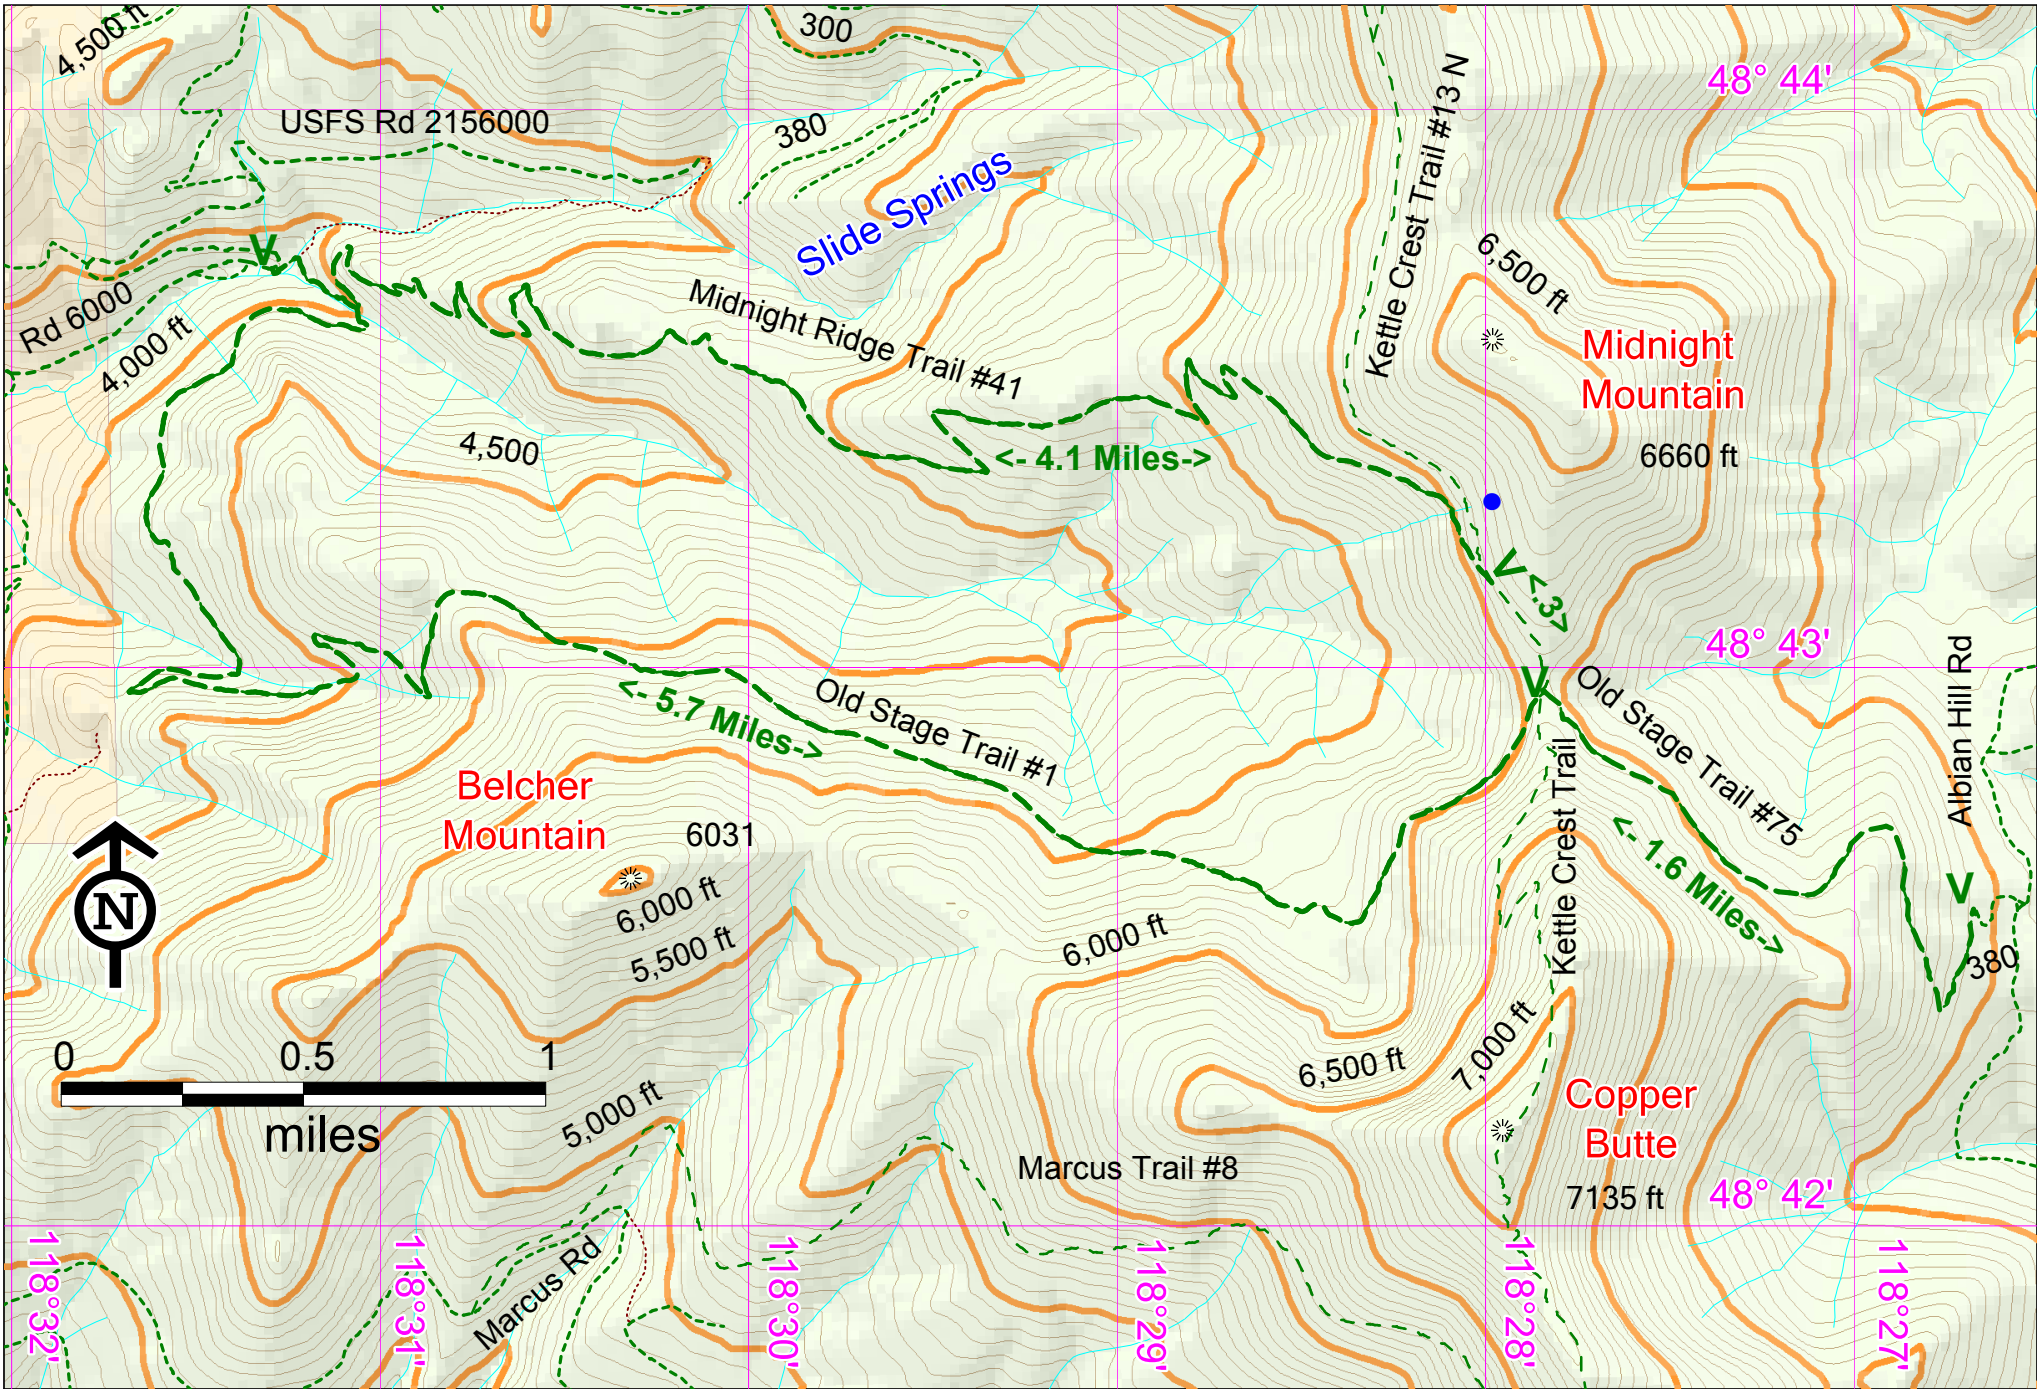 4,500 ft
300
48° 44'
USFS Rd 2156000
380
Kettle Crest Trail #13 N
Slide Springs
V
6,500 ft
Rd 6000
4,000 ft
Midnight Ridge Trail #41
Midnight
Mountain
6660 ft
4,500
<- 4.1 Miles->
V
<.3>
48° 43'
V
Old Stage Trail #75
Albian Hill Rd
<- 5.7 Miles->
Old Stage Trail #1
Kettle Crest Trail
Belcher
Mountain
6031
<- 1.6 Miles->
V
6,000 ft
5,500 ft
6,000 ft
380
N
0 0.5 1
miles
6,500 ft
7,000 ft
5,000 ft
Copper
Butte
7135 ft
Marcus Trail #8
48° 42'
Marcus Rd
118°32'
118°31'
118°30'
118°29'
118°28'
118°27'